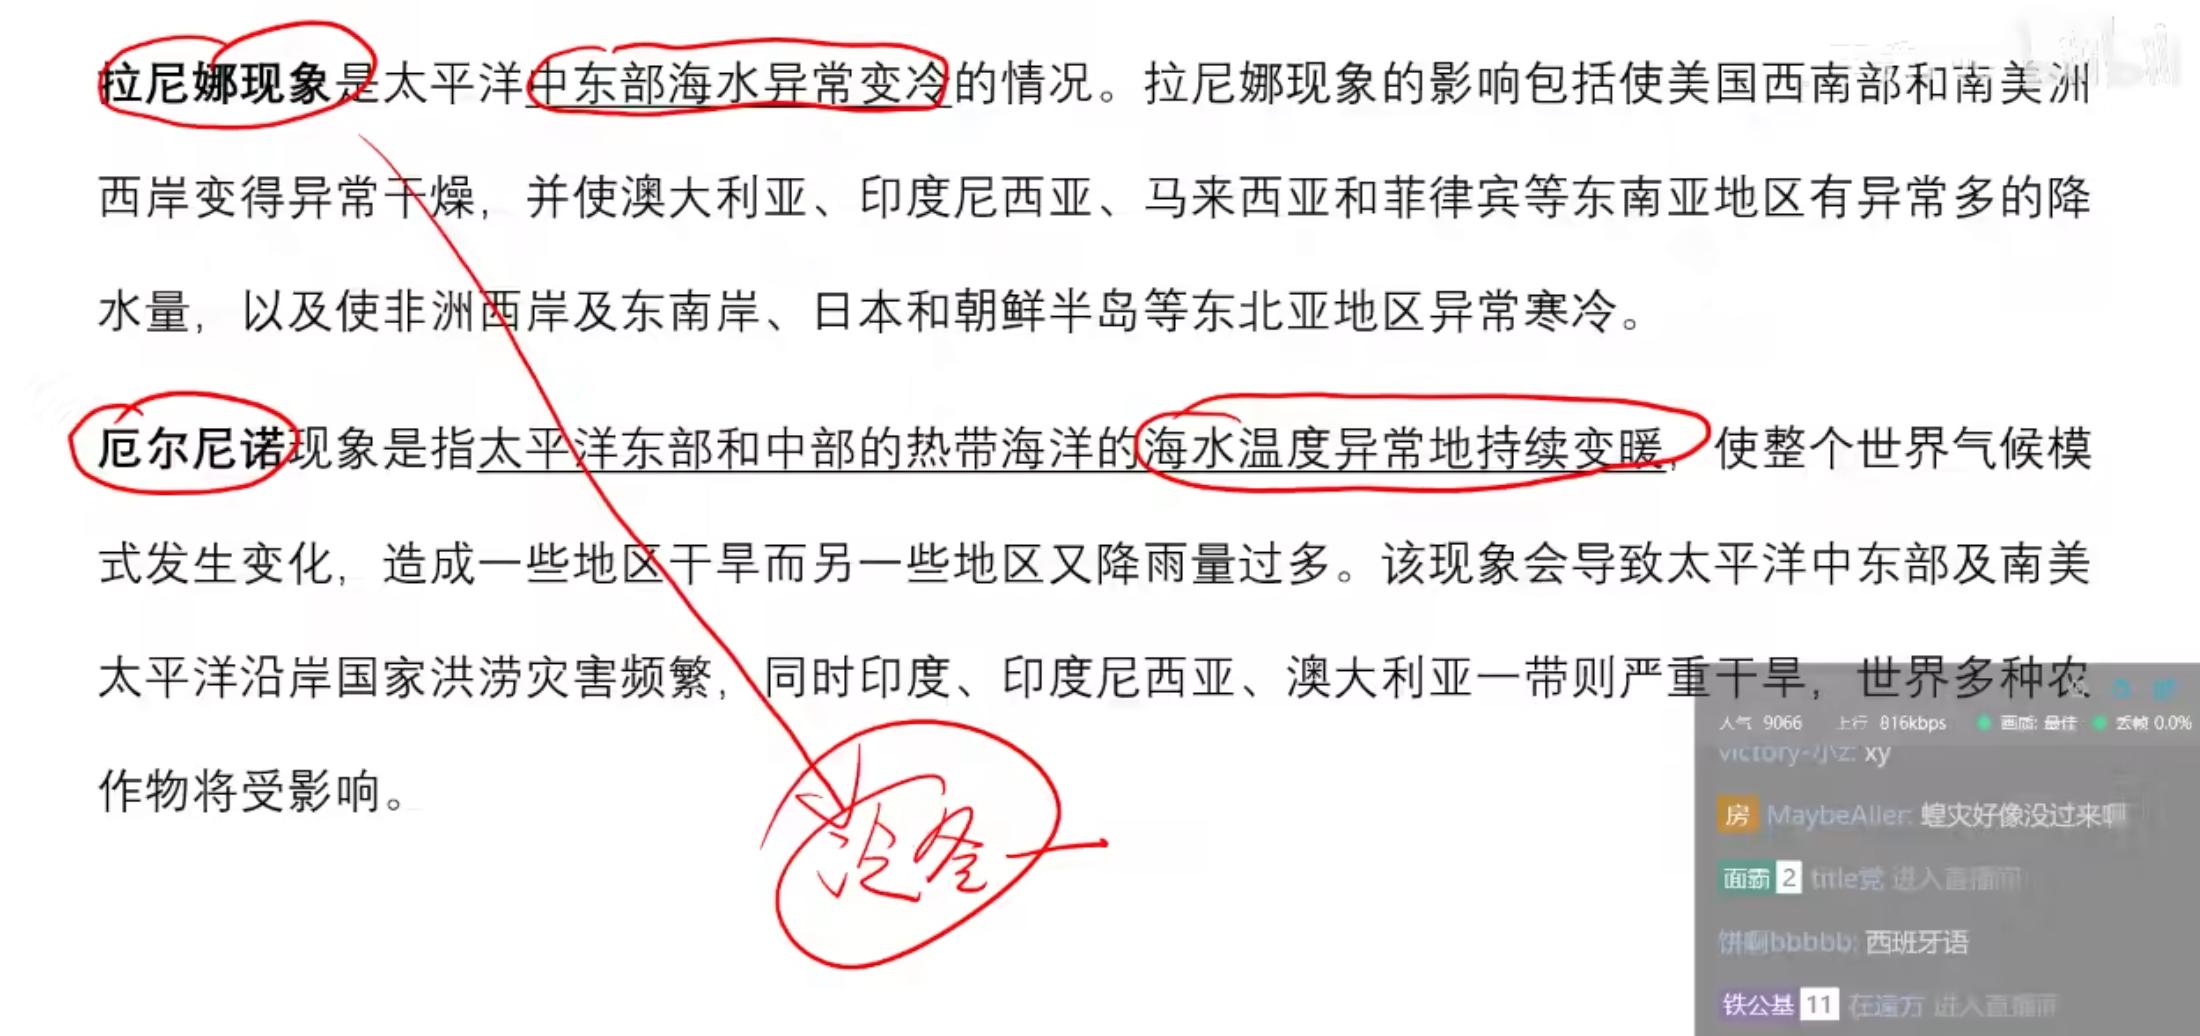 拉尼娜现象是太平洋中东部海水异常变冷的情况。拉尼娜现象的影响包括使美国西南部和南美洲
西岸变得异常干燥，并使澳大利亚、印度尼西亚、马来西亚和菲律宾等东南亚地区有异常多的降
水量，以及使非洲西岸及东南岸、日本和朝鲜半岛等东北亚地区异常寒冷。
厄尔尼诺现象是指太平洋东部和中部的热带海洋的海水温度异常地持续变暖，使整个世界气候模
式发生变化，造成一些地区干旱而另一些地区又降雨量过多。该现象会导致太平洋中东部及南美
太平洋沿岸国家洪涝灾害频繁，同时印度、印度尼西亚、澳大利亚一带则严重干旱，世界多种农
作物将受影响。
冷冬
人气 9066 上行 816kbps 画质: 最佳 丢帧 0.0%
victory-小z: xy
房 MaybeAller: 蝗灾好像没过来啊
面霸 2 title党 进入直播间
饼啊bbbbb: 西班牙语
铁公基 11 在遠方 进入直播间